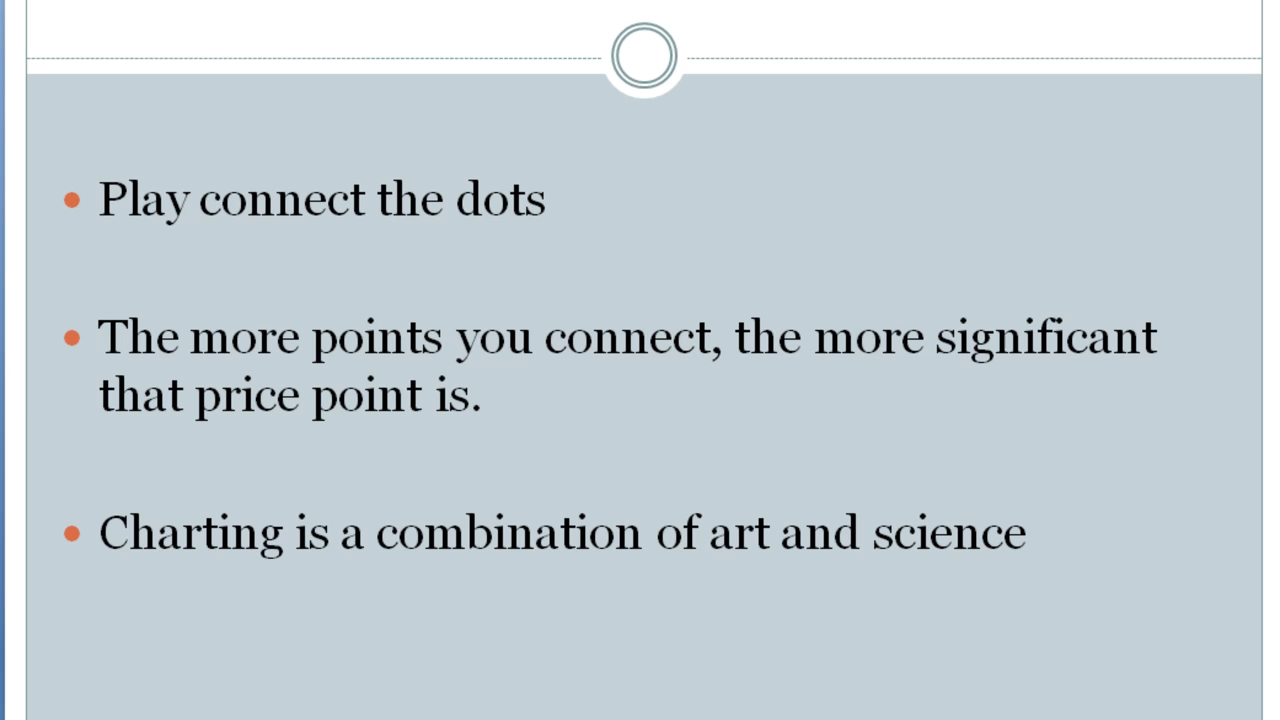 Play connect the dots
The more points you connect, the more significant
that price point is.
Charting is a combination of art and science